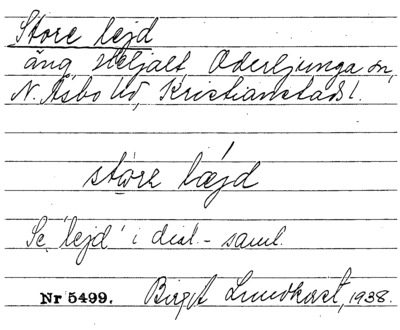 Store lejd
äng Heljalt Oderljunga sn,
N. Åsbo hd, Kristianstads l.
store læjd
Se 'lejd' i dial.-saml.
Nr 5499. Birgit Lundkvist, 1938.